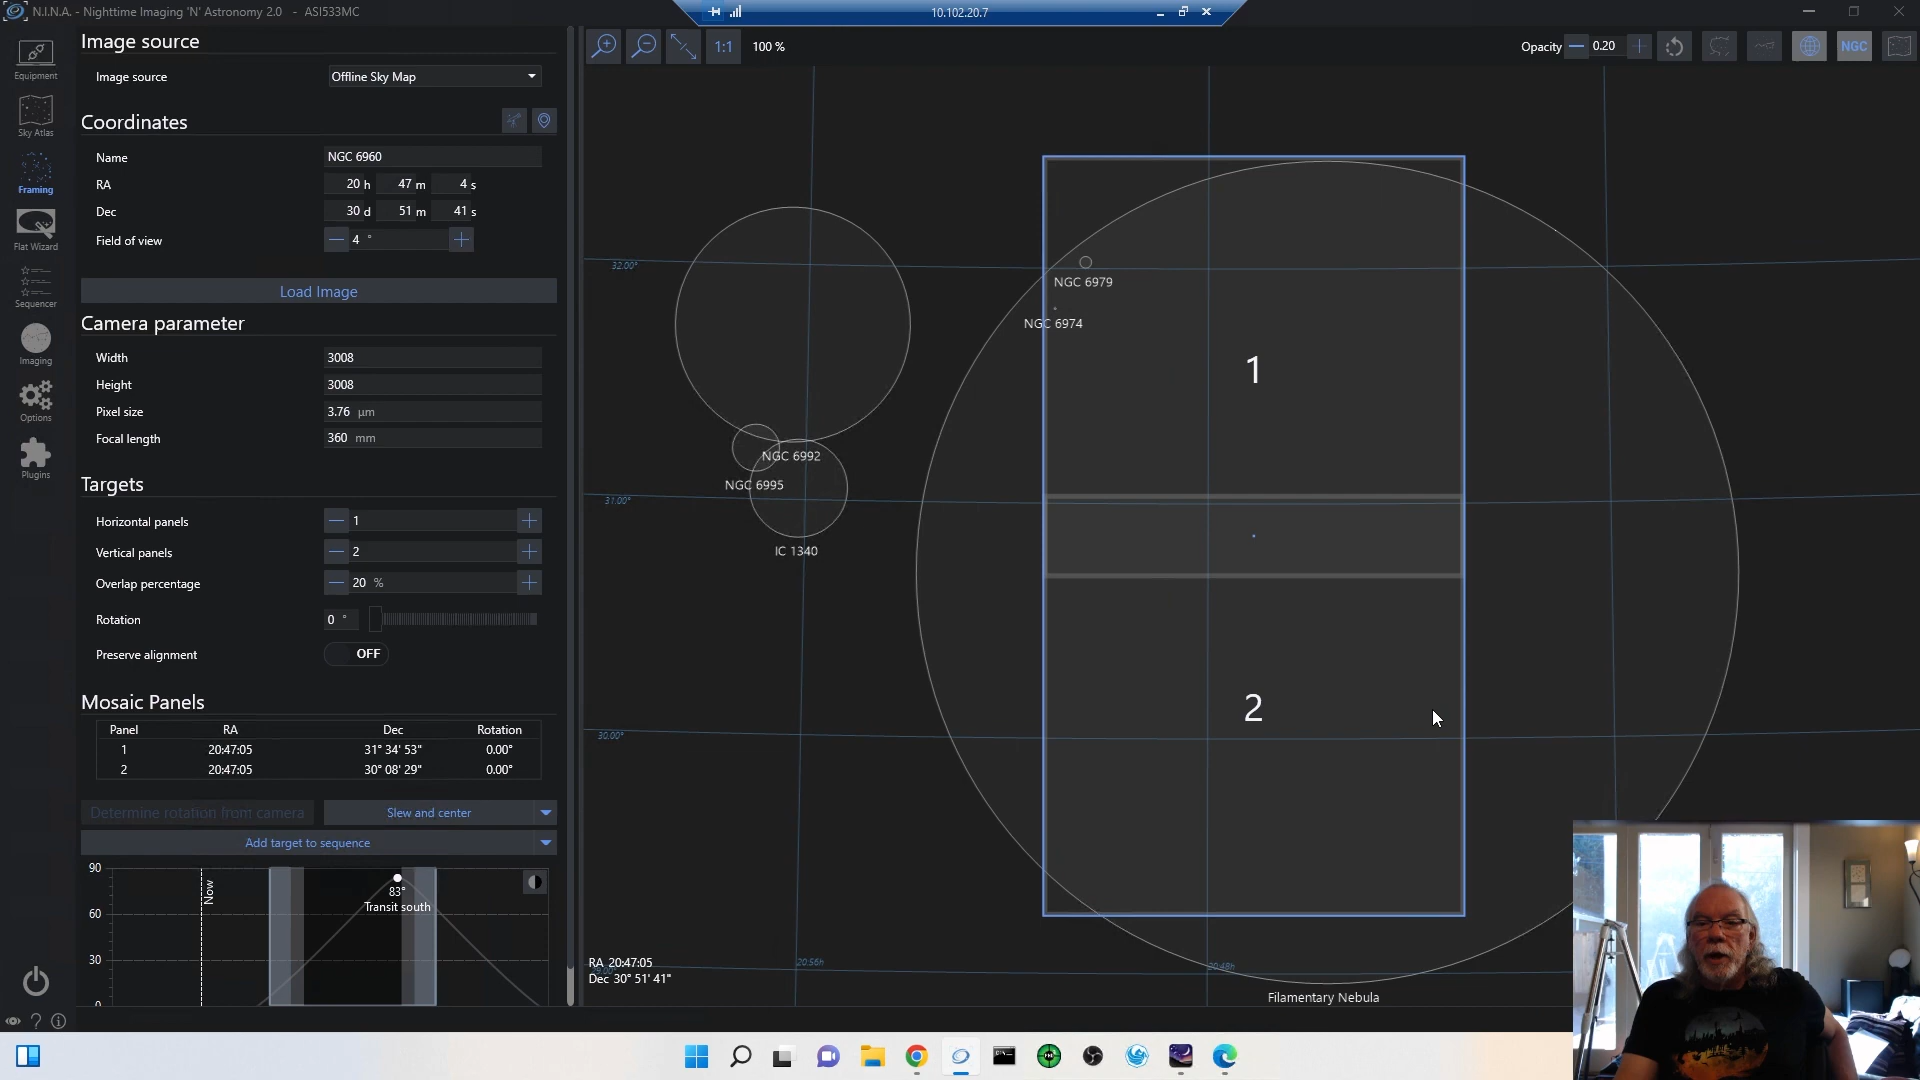 N.I.N.A. - Nighttime Imaging 'N' Astronomy 2.0 - ASI533MC
10.102.20.7
Equipment
Sky Atlas
Framing
Flat Wizard
Sequencer
Imaging
Options
Plugins
Image source
Image source
Offline Sky Map
Coordinates
Name
NGC 6960
RA
20 h 47 m 4 s
Dec
30 d 51 m 41 s
Field of view
4 °
Load Image
Camera parameter
Width
3008
Height
3008
Pixel size
3.76 µm
Focal length
360 mm
Targets
Horizontal panels
1
Vertical panels
2
Overlap percentage
20 %
Rotation
0 °
Preserve alignment
OFF
Mosaic Panels
Panel RA Dec Rotation
1 20:47:05 31° 34' 53" 0.00°
2 20:47:05 30° 08' 29" 0.00°
Determine rotation from camera
Slew and center
Add target to sequence
90
60
30
0
Now
83°
Transit south
1:1
100 %
Opacity
0.20
NGC
32.00°
31.00°
30.00°
NGC 6979
NGC 6974
NGC 6992
NGC 6995
IC 1340
1
2
20:56h
20:48h
RA 20:47:05
Dec 30° 51' 41"
Filamentary Nebula